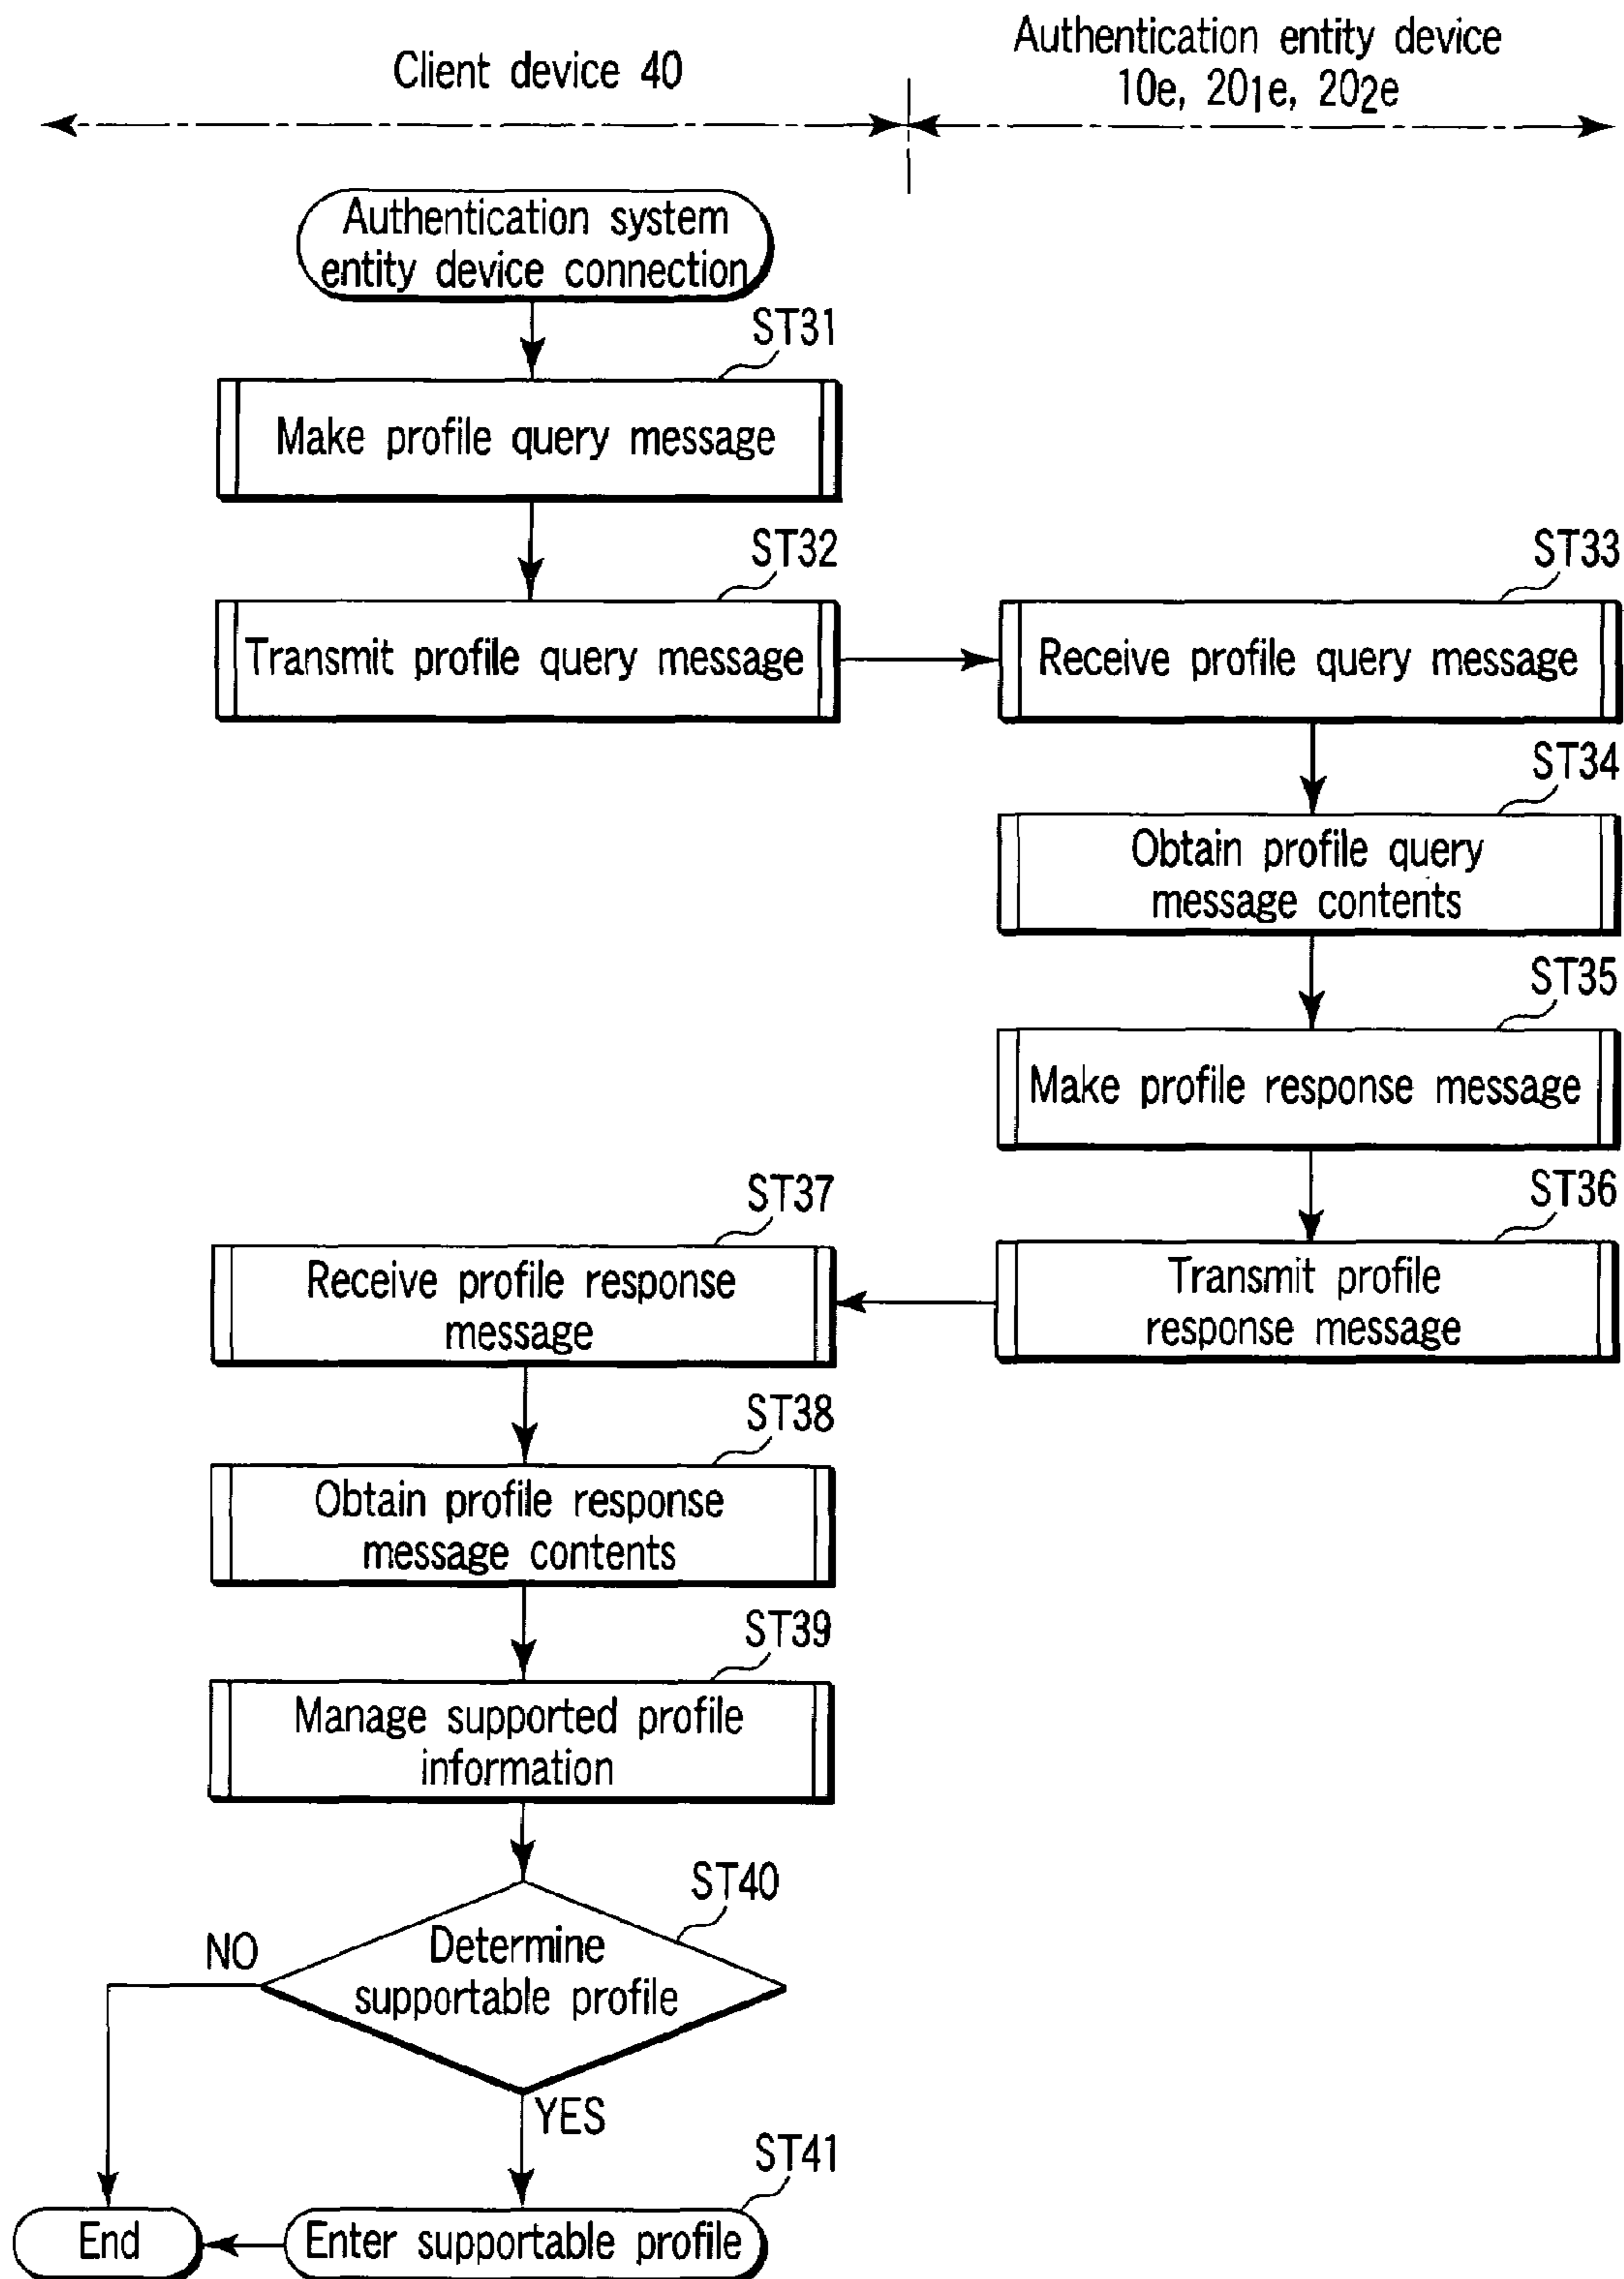 Client device 40
Authentication entity device
10e, 201e, 202e
Authentication system
entity device connection
ST31
Make profile query message
ST32
Transmit profile query message
ST33
Receive profile query message
ST34
Obtain profile query
message contents
ST35
Make profile response message
ST36
Transmit profile
response message
ST37
Receive profile response
message
ST38
Obtain profile response
message contents
ST39
Manage supported profile
information
ST40
Determine
supportable profile
NO
YES
ST41
Enter supportable profile
End